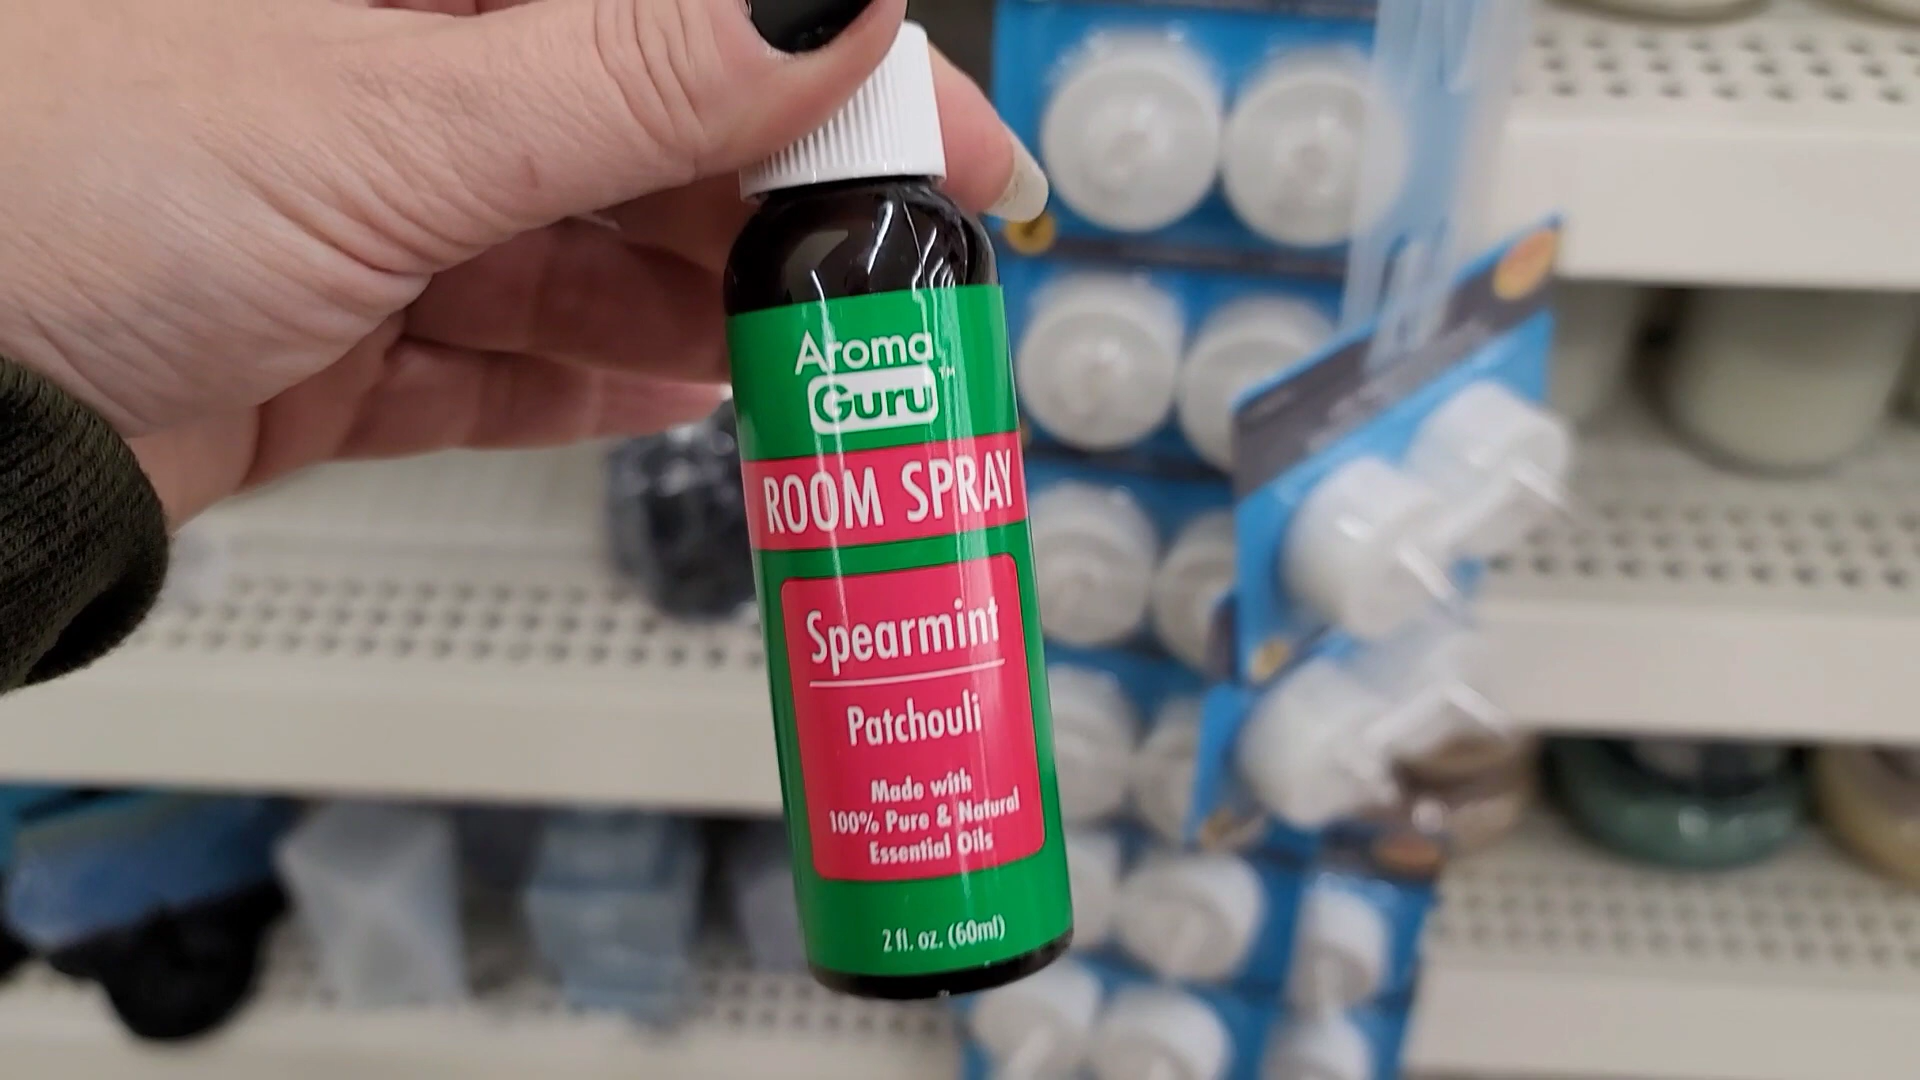 Aroma
Guru™
ROOM SPRAY
Spearmint
Patchouli
Made with
100% Pure & Natural
Essential Oils
2 fl. oz. (60ml)